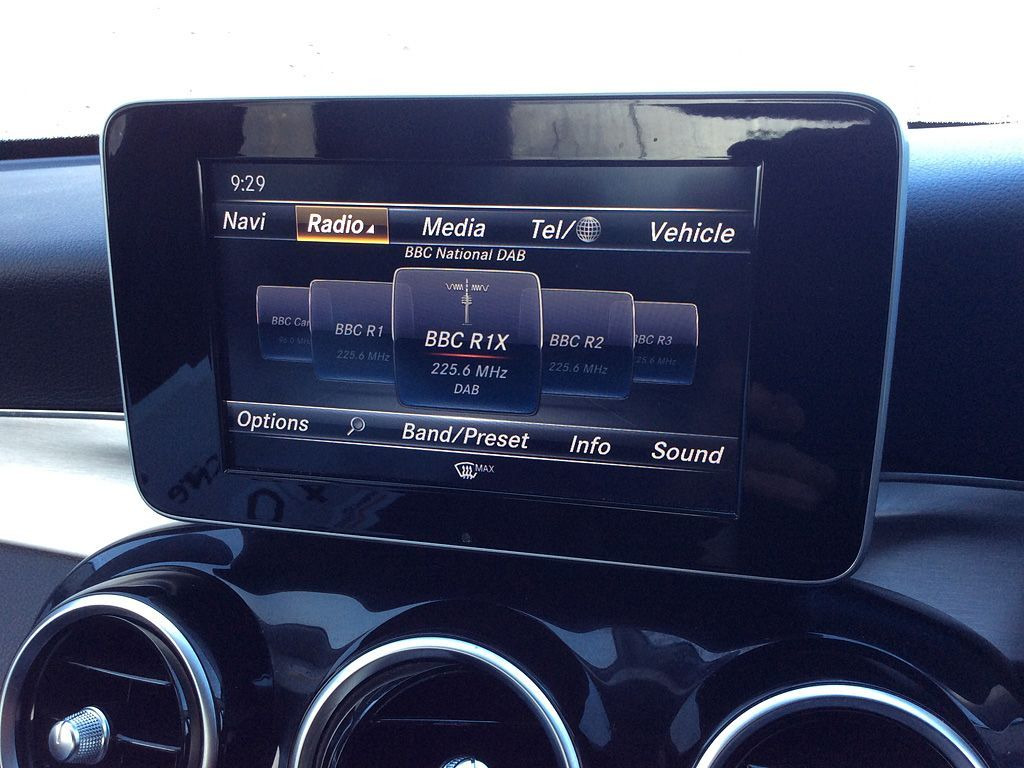 9:29
Navi Radio Media Tel/ Vehicle
BBC National DAB
BBC R1 BBC R1X BBC R2 BBC R3
225.6 MHz 225.6 MHz 225.6 MHz
DAB
Options Band/Preset Info Sound
MAX